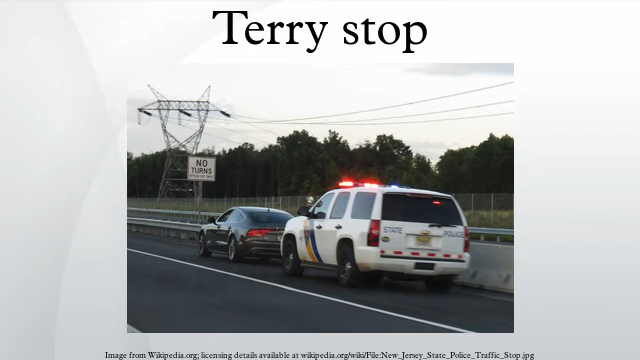 Terry stop
NO
TURNS
STATE POLICE
Image from Wikipedia.org; licensing details available at wikipedia.org/wiki/File:New_Jersey_State_Police_Traffic_Stop.jpg